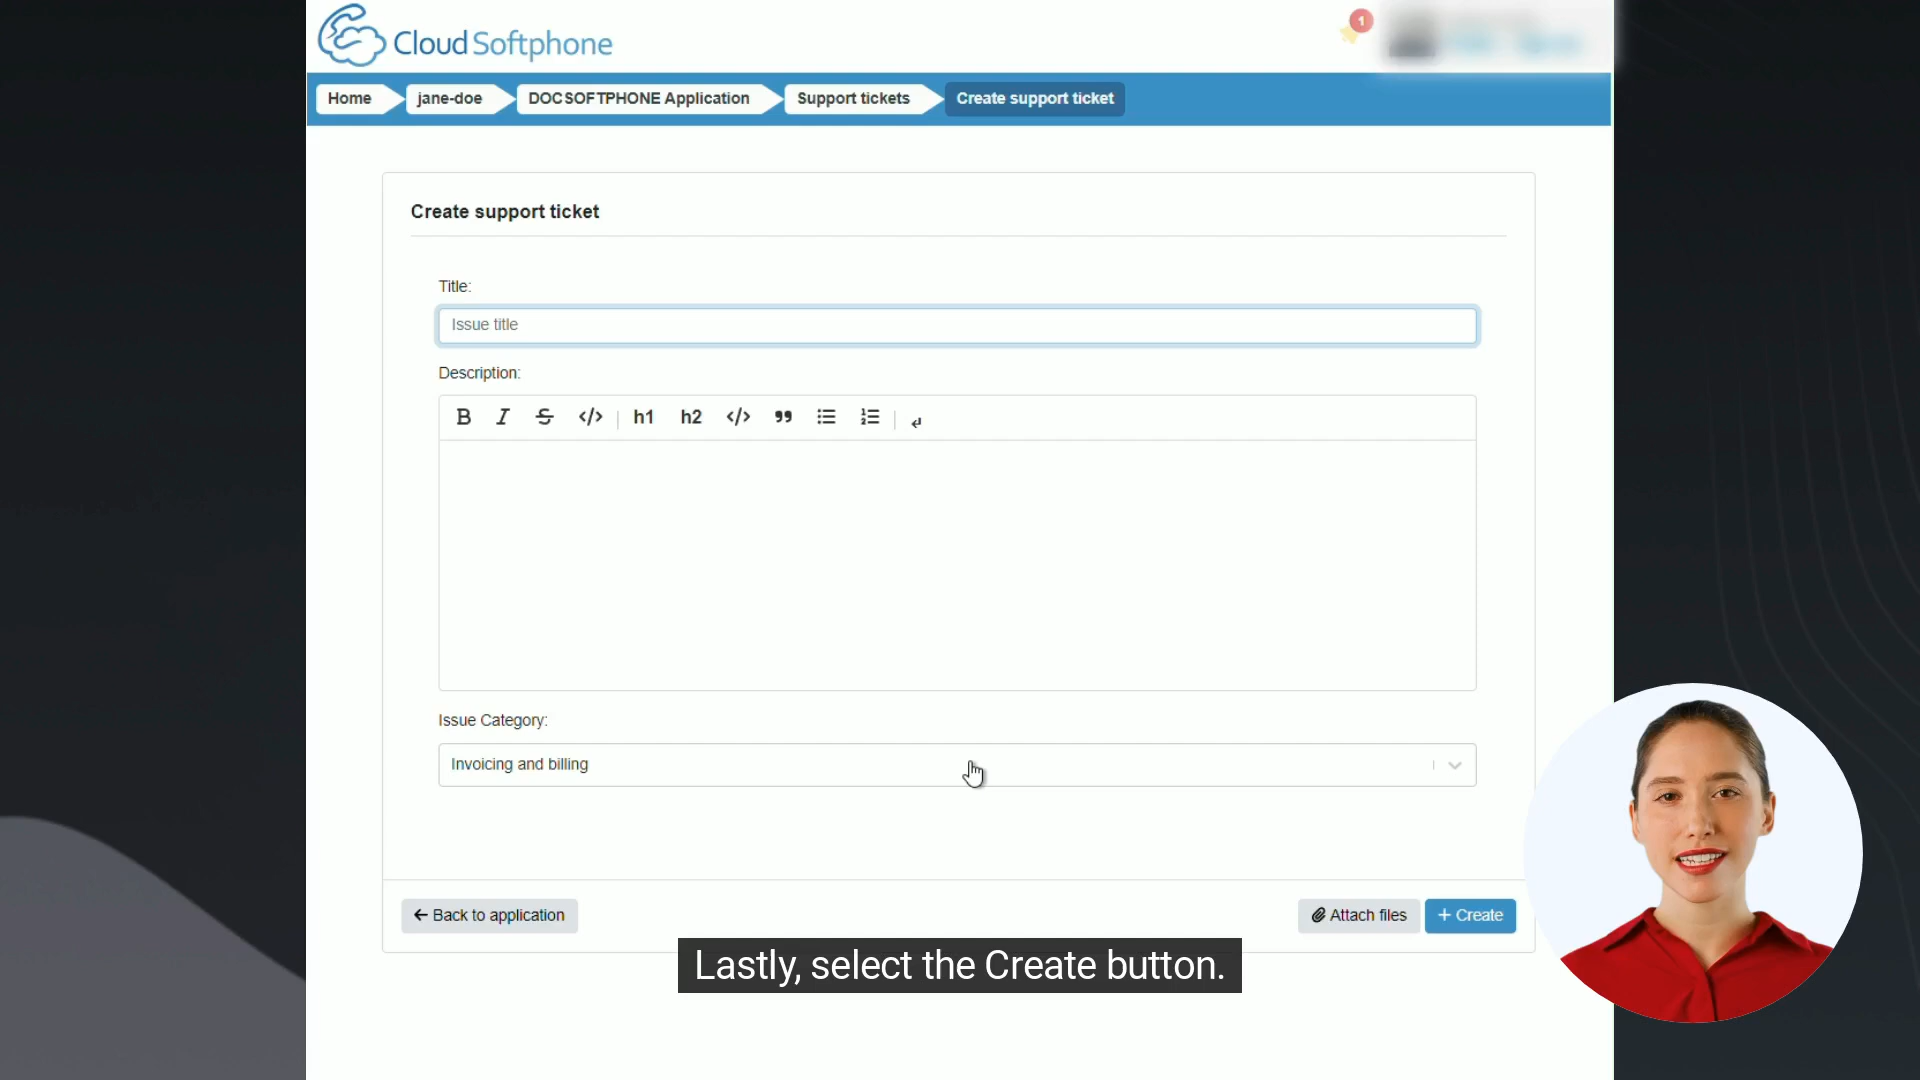 Cloud Softphone
1
Home
jane-doe
DOCSOFTPHONE Application
Support tickets
Create support ticket
Create support ticket
Title:
Issue title
Description:
B I S </> h1 h2 </>
Issue Category:
Invoicing and billing
Back to application
Attach files
+ Create
Lastly, select the Create button.